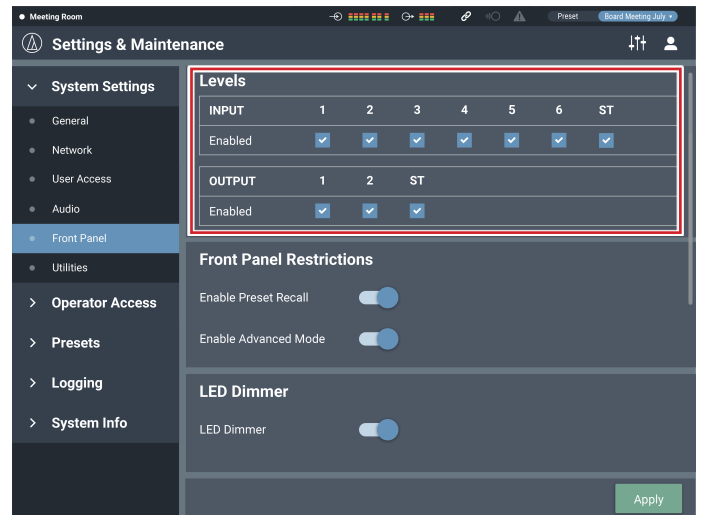 Meeting Room Preset Board Meeting July
Settings & Maintenance
System Settings
General
Network
User Access
Audio
Front Panel
Utilities
Operator Access
Presets
Logging
System Info
Levels
INPUT 1 2 3 4 5 6 ST
Enabled
OUTPUT 1 2 ST
Enabled
Front Panel Restrictions
Enable Preset Recall
Enable Advanced Mode
LED Dimmer
LED Dimmer
Apply